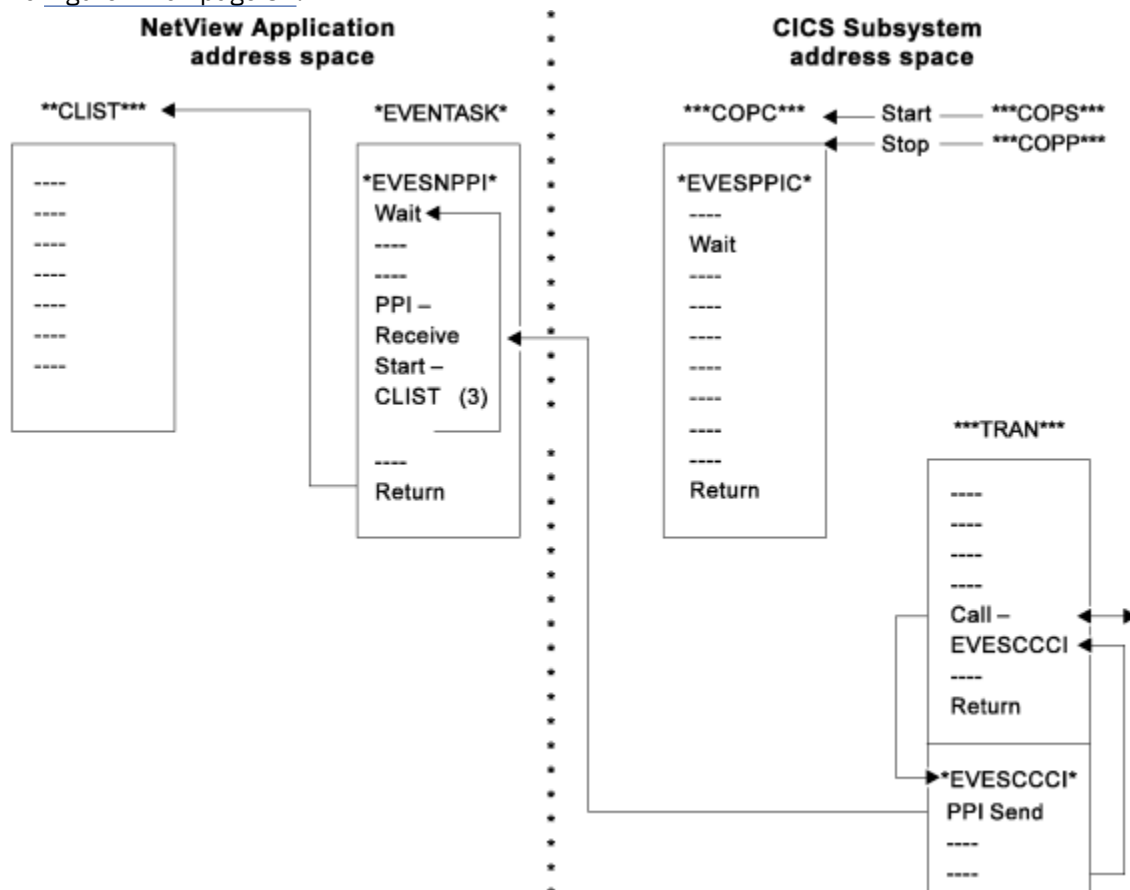 NetView Application
address space
CICS Subsystem
address space
**CLIST***
----
----
----
----
----
----
----
*EVENTASK*
*EVESNPPI*
Wait
----
----
PPI –
Receive
Start –
CLIST (3)
----
Return
***COPC***
Start
***COPS***
Stop
***COPP***
*EVESPPIC*
----
Wait
----
----
----
----
----
----
----
Return
***TRAN***
----
----
----
----
Call –
EVESCCCI
----
Return
*EVESCCCI*
PPI Send
----
----